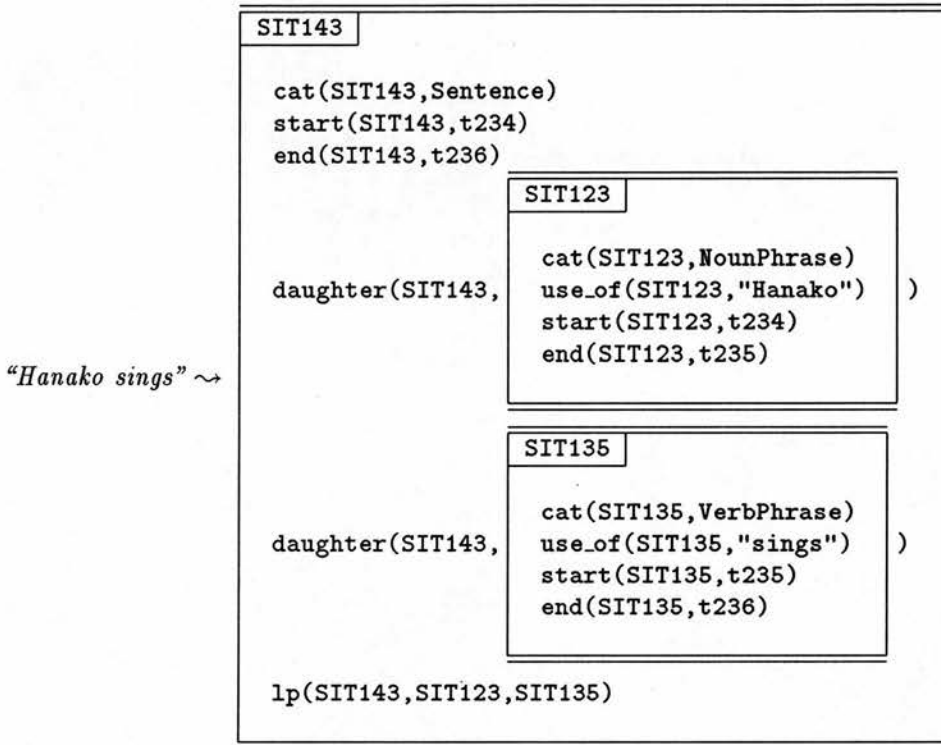 SIT143
cat(SIT143,Sentence)
start(SIT143,t234)
end(SIT143,t236)
SIT123
cat(SIT123,NounPhrase)
daughter(SIT143, use_of(SIT123,"Hanako") )
start(SIT123,t234)
end(SIT123,t235)
"Hanako sings" ⤳
SIT135
cat(SIT135,VerbPhrase)
daughter(SIT143, use_of(SIT135,"sings") )
start(SIT135,t235)
end(SIT135,t236)
lp(SIT143,SIT123,SIT135)